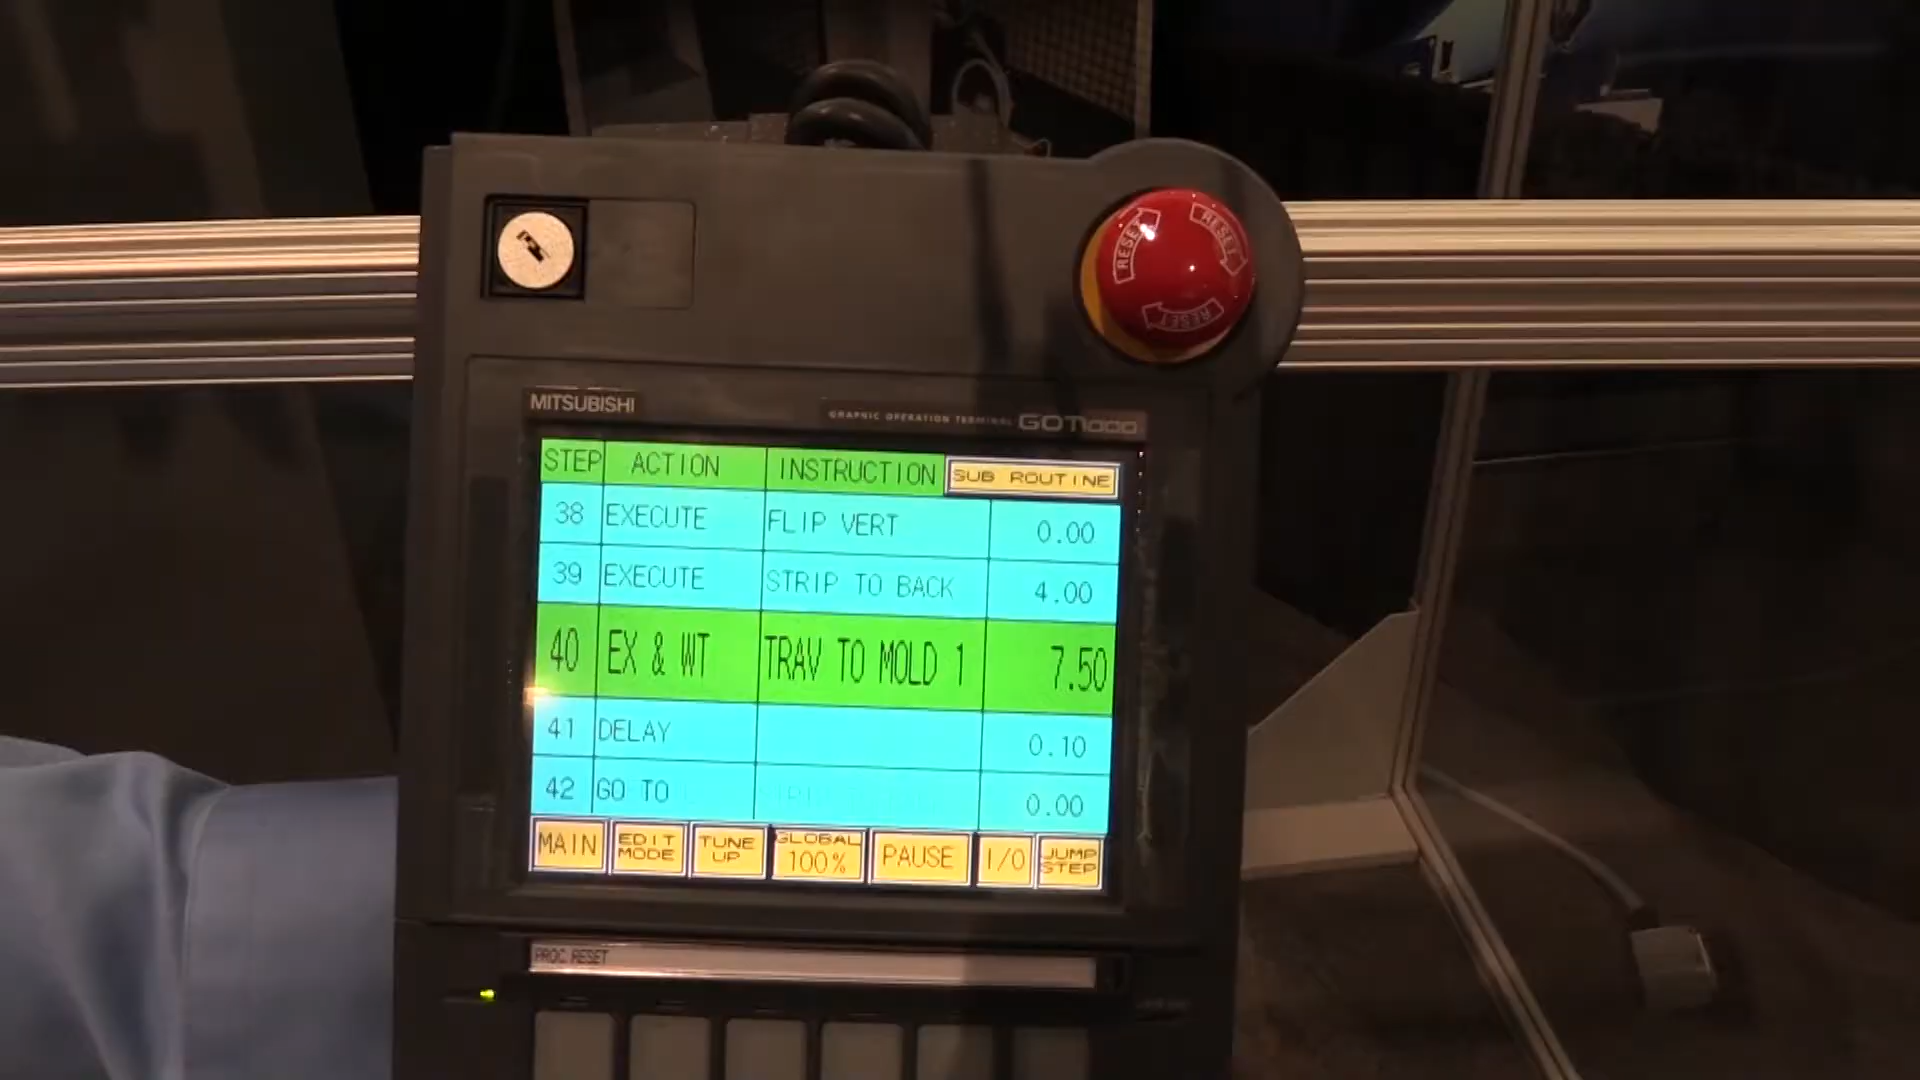 RESET RESET
RESET
MITSUBISHI
GRAPHIC OPERATION TERMINAL GOT1000
STEP ACTION INSTRUCTION SUB ROUTINE
38 EXECUTE FLIP VERT 0.00
39 EXECUTE STRIP TO BACK 4.00
40 EX & WT TRAV TO MOLD 1 7.50
41 DELAY 0.10
42 GO TO 0.00
MAIN EDIT MODE TUNE UP GLOBAL 100% PAUSE I/O JUMP STEP
PROC RESET